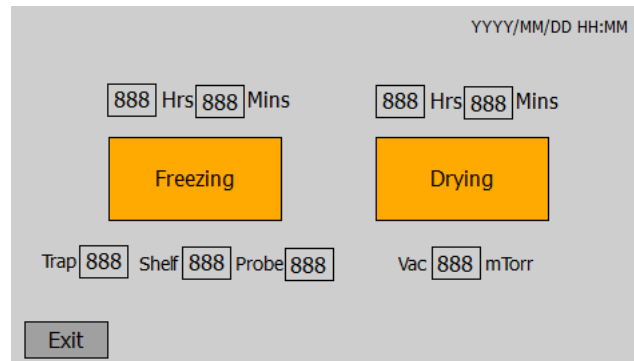 YYYY/MM/DD HH:MM
888 Hrs 888 Mins 888 Hrs 888 Mins
Freezing Drying
Trap 888 Shelf 888 Probe 888 Vac 888 mTorr
Exit